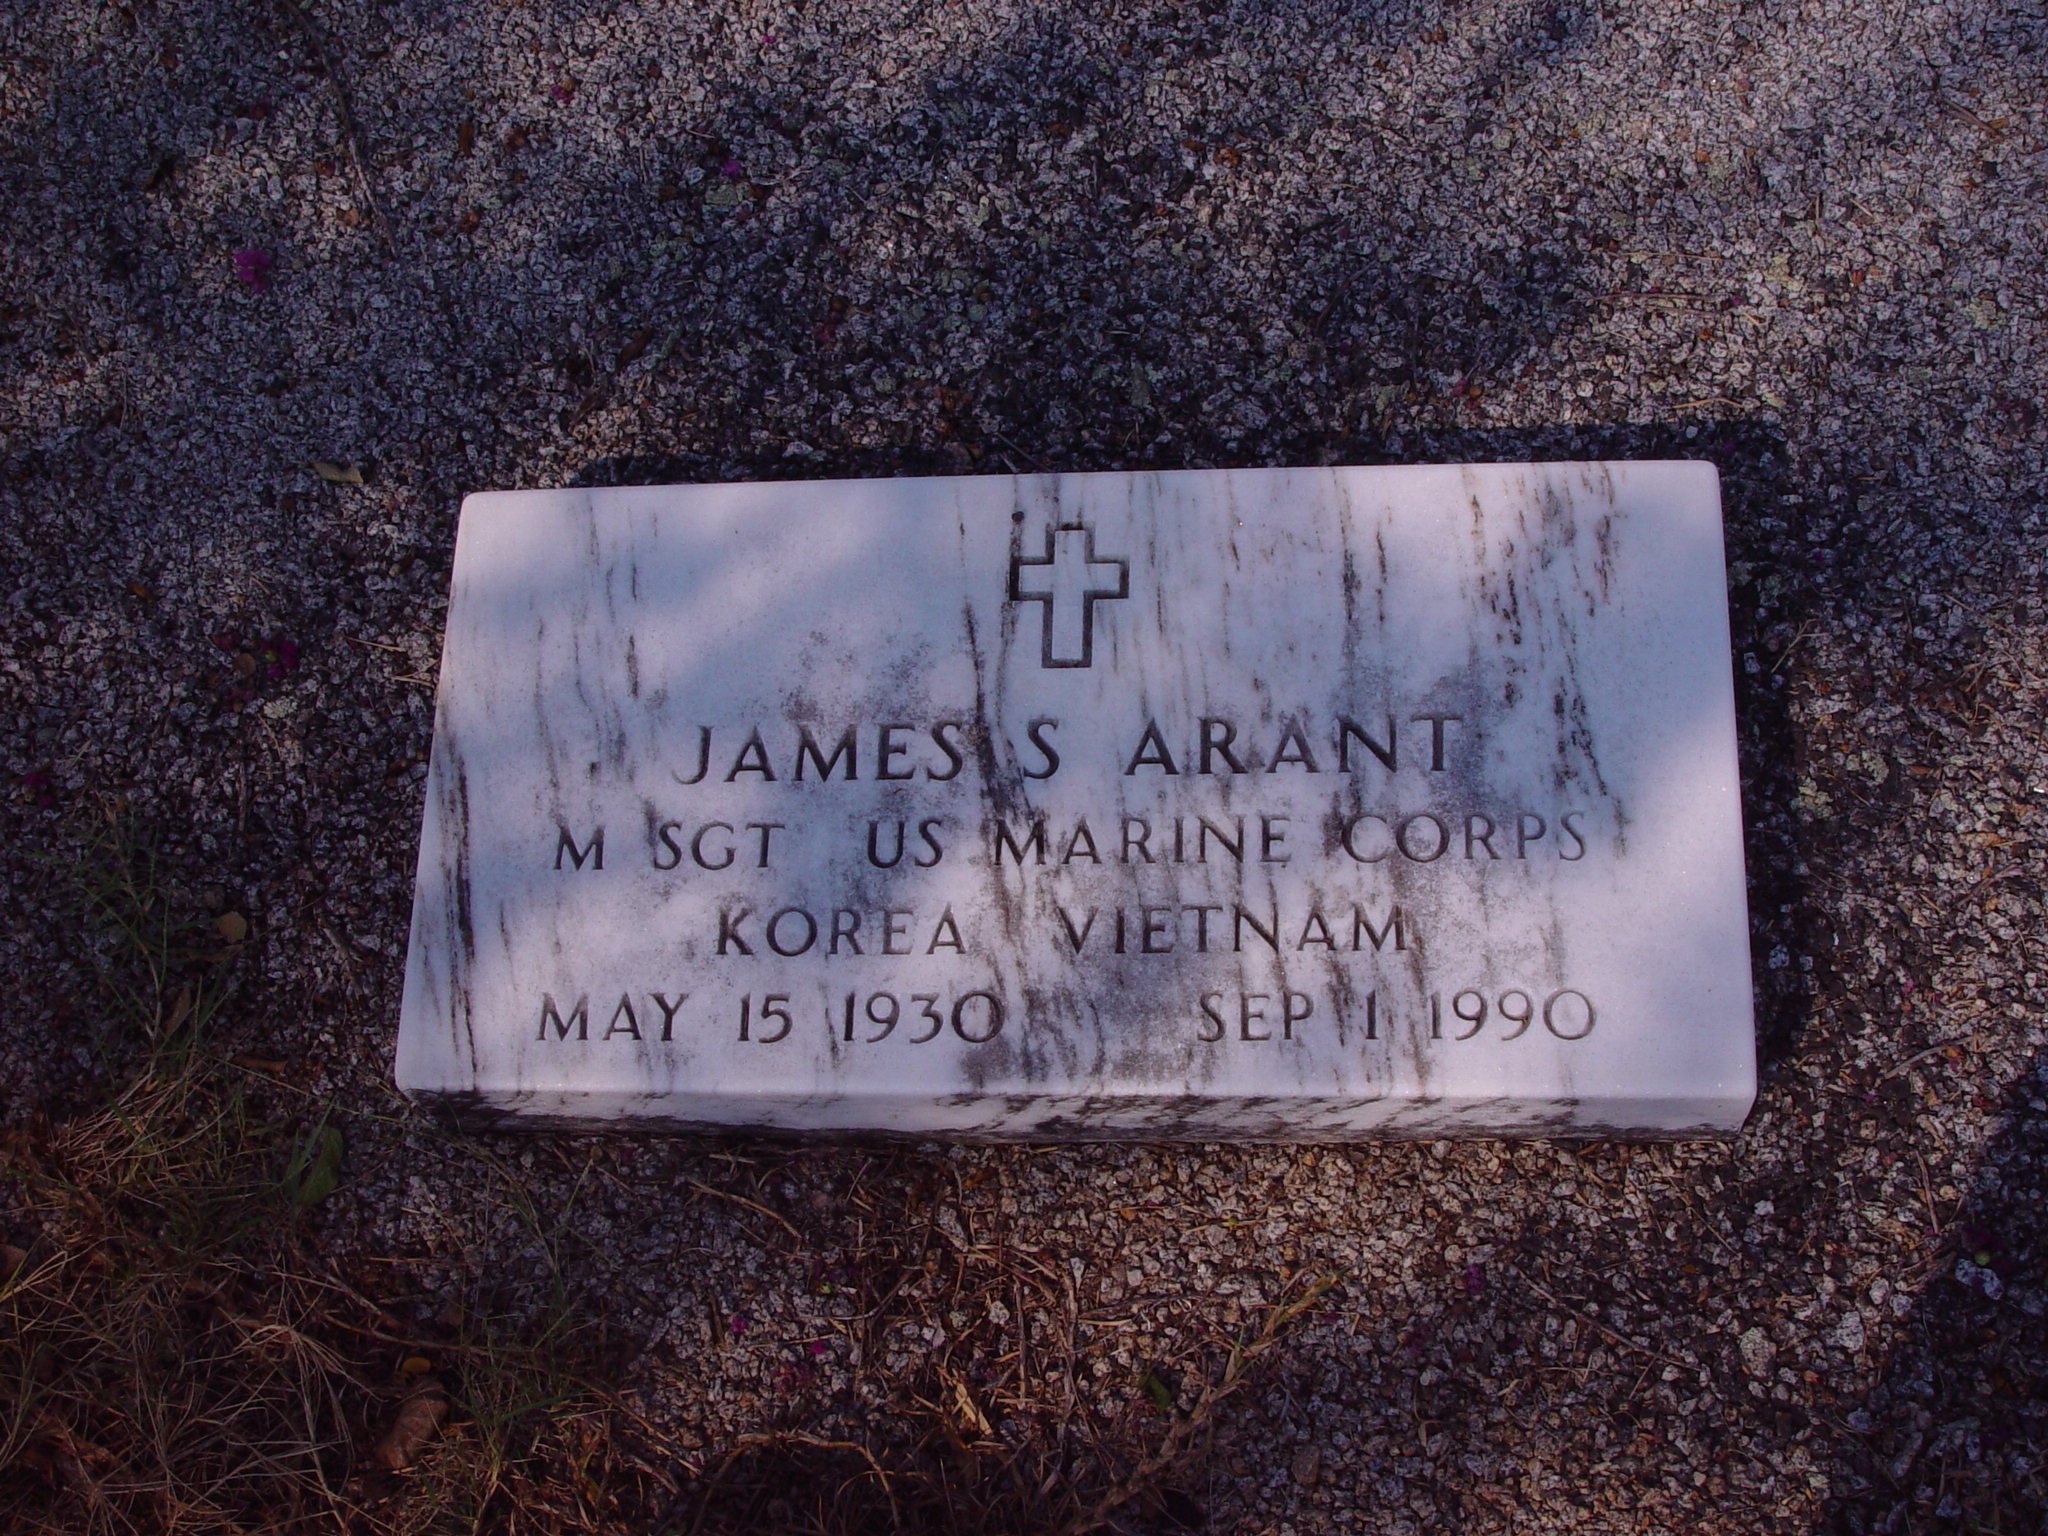 JAMES S ARANT
M SGT US MARINE CORPS
KOREA VIETNAM
MAY 15 1930 SEP 1 1990